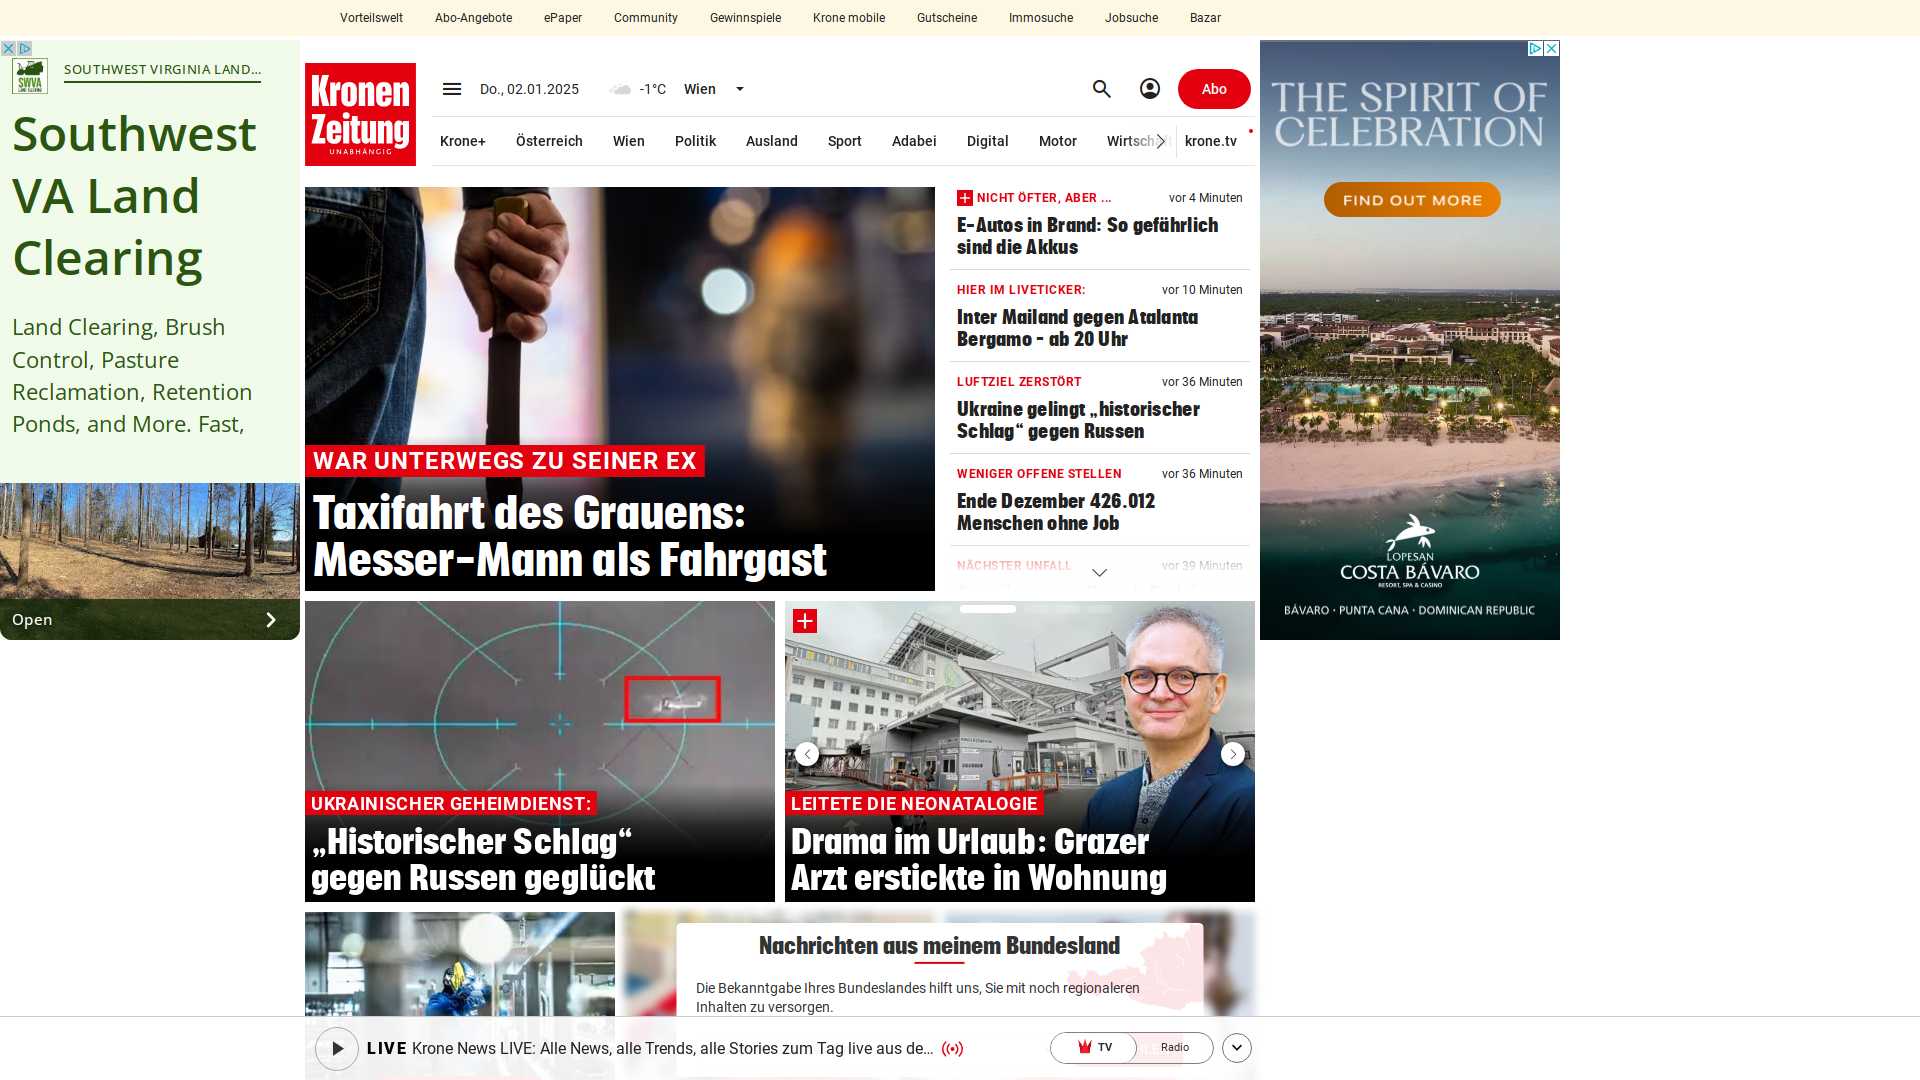 Vorteilswelt
Abo-Angebote
ePaper
Community
Gewinnspiele
Krone mobile
Gutscheine
Immosuche
Jobsuche
Bazar
SOUTHWEST VIRGINIA LAND...
SWVA
Southwest
VA Land
Clearing
Land Clearing, Brush
Control, Pasture
Reclamation, Retention
Ponds, and More. Fast,
Open
Kronen
Zeitung
UNABHÄNGIG
Do., 02.01.2025
-1°C
Wien
Abo
Krone+
Österreich
Wien
Politik
Ausland
Sport
Adabei
Digital
Motor
Wirtschaft
krone.tv
WAR UNTERWEGS ZU SEINER EX
Taxifahrt des Grauens:
Messer-Mann als Fahrgast
NICHT ÖFTER, ABER ...
vor 4 Minuten
E-Autos in Brand: So gefährlich
sind die Akkus
HIER IM LIVETICKER:
vor 10 Minuten
Inter Mailand gegen Atalanta
Bergamo - ab 20 Uhr
LUFTZIEL ZERSTÖRT
vor 36 Minuten
Ukraine gelingt „historischer
Schlag“ gegen Russen
WENIGER OFFENE STELLEN
vor 36 Minuten
Ende Dezember 426.012
Menschen ohne Job
NÄCHSTER UNFALL
vor 39 Minuten
UKRAINISCHER GEHEIMDIENST:
„Historischer Schlag“
gegen Russen geglückt
LEITETE DIE NEONATALOGIE
Drama im Urlaub: Grazer
Arzt erstickte in Wohnung
Nachrichten aus meinem Bundesland
Die Bekanntgabe Ihres Bundeslandes hilft uns, Sie mit noch regionaleren
Inhalten zu versorgen.
LIVE Krone News LIVE: Alle News, alle Trends, alle Stories zum Tag live aus de...
TV
Radio
THE SPIRIT OF
CELEBRATION
FIND OUT MORE
LOPESAN
COSTA BÁVARO
RESORT, SPA & CASINO
BÁVARO · PUNTA CANA · DOMINICAN REPUBLIC